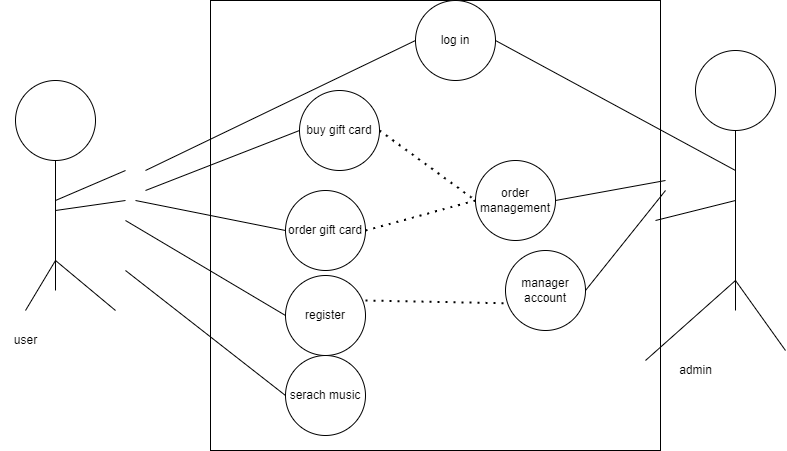 log in
buy gift card
order
management
order gift card
manager
account
register
user
admin
serach music